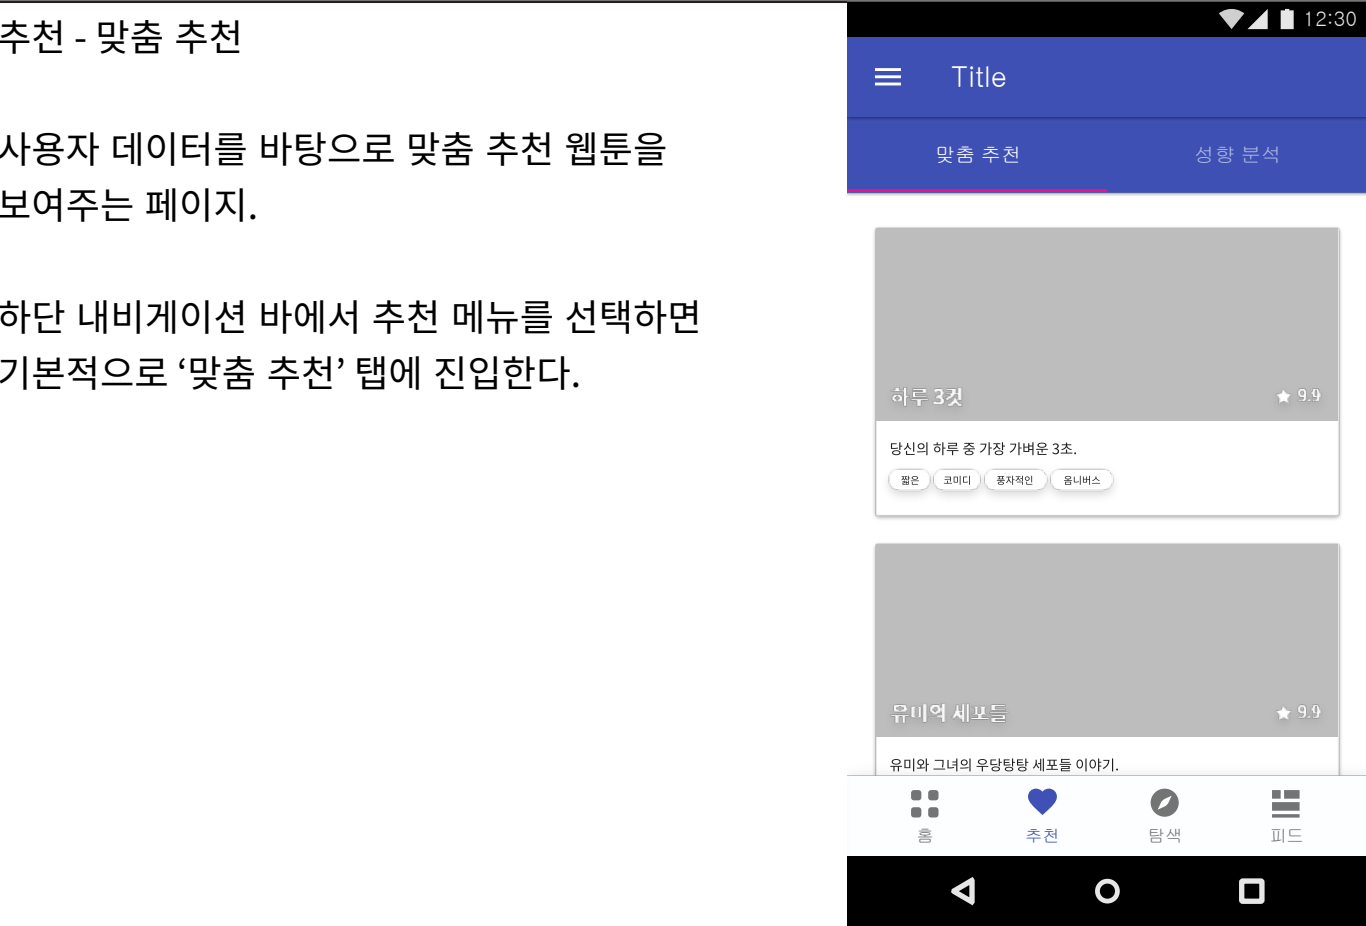 추천 - 맞춤 추천
사용자 데이터를 바탕으로 맞춤 추천 웹툰을
보여주는 페이지.
하단 내비게이션 바에서 추천 메뉴를 선택하면
기본적으로 ‘맞춤 추천’ 탭에 진입한다.
12:30
Title
맞춤 추천 성향 분석
하루 3컷 9.9
당신의 하루 중 가장 가벼운 3초.
짧은 코미디 풍자적인 옴니버스
유미의 세포들 9.9
유미와 그녀의 우당탕탕 세포들 이야기.
홈 추천 탐색 피드